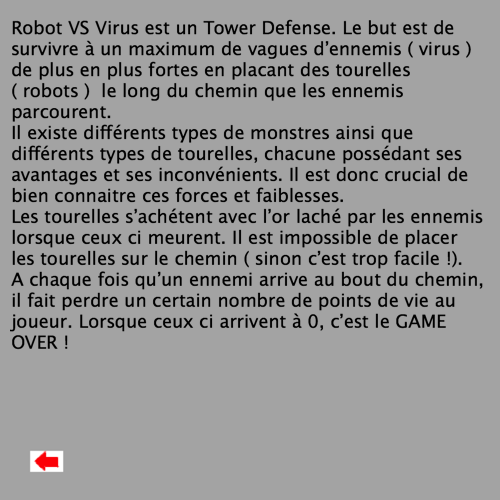 Robot VS Virus est un Tower Defense. Le but est de
survivre à un maximum de vagues d’ennemis ( virus )
de plus en plus fortes en placant des tourelles
( robots )  le long du chemin que les ennemis
parcourent.
Il existe différents types de monstres ainsi que
différents types de tourelles, chacune possédant ses
avantages et ses inconvénients. Il est donc crucial de
bien connaitre ces forces et faiblesses.
Les tourelles s’achétent avec l’or laché par les ennemis
lorsque ceux ci meurent. Il est impossible de placer
les tourelles sur le chemin ( sinon c’est trop facile !).
A chaque fois qu’un ennemi arrive au bout du chemin,
il fait perdre un certain nombre de points de vie au
joueur. Lorsque ceux ci arrivent à 0, c’est le GAME
OVER !